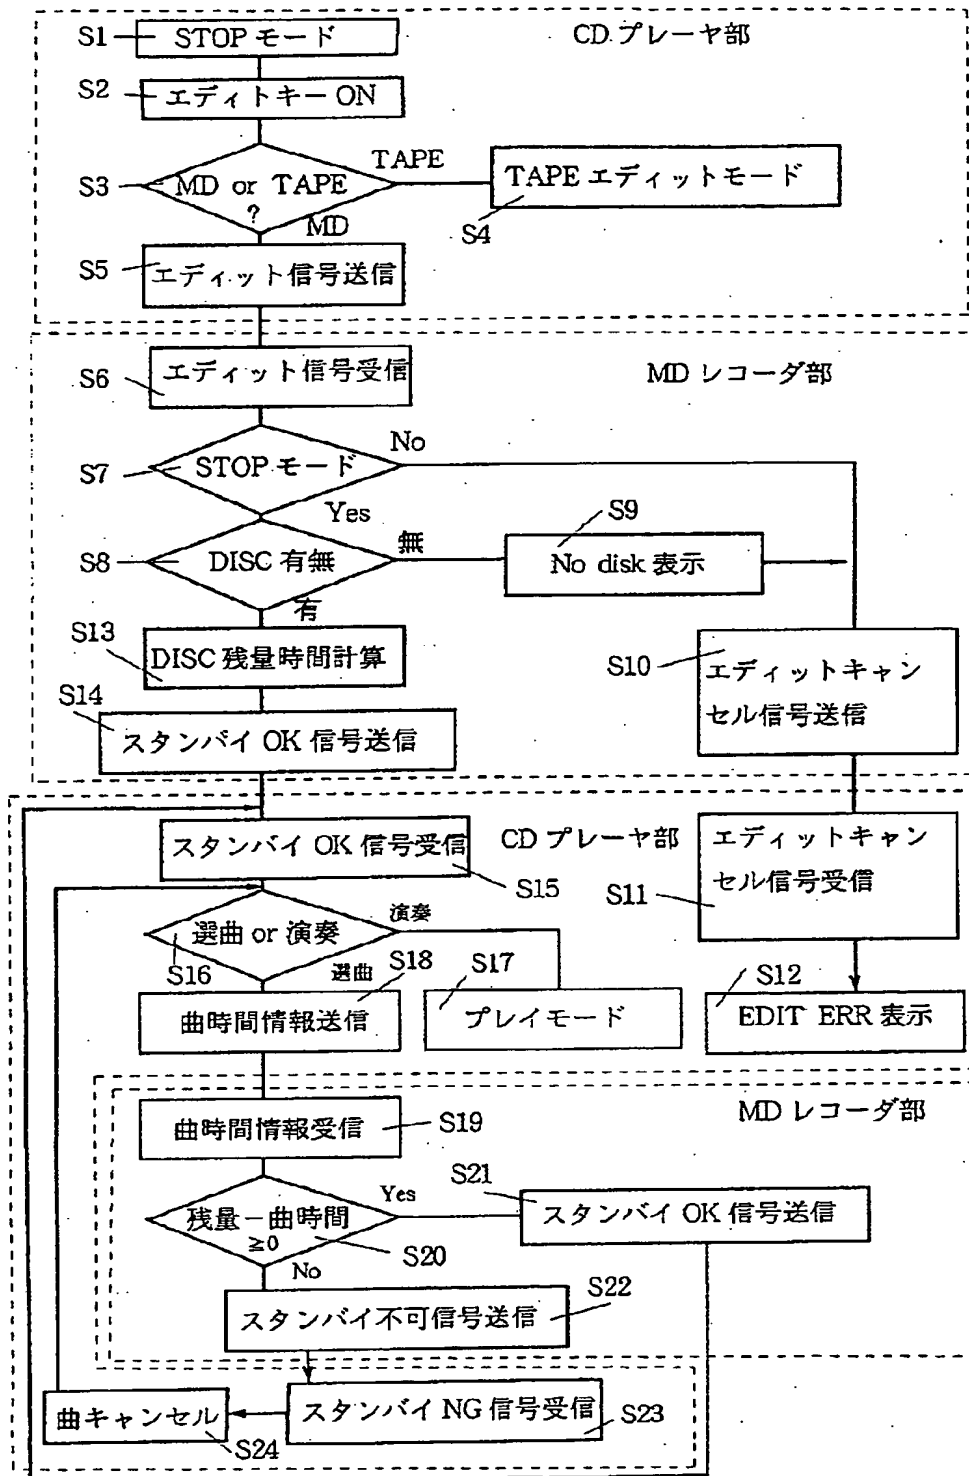 S1
STOP モード
CD プレーヤ部
S2
エディトキー ON
S3
MD or TAPE
?
TAPE
MD
TAPE エディットモード
S4
S5
エディット信号送信
S6
エディット信号受信
MD レコーダ部
S7
STOP モード
No
Yes
S8
DISC 有無
無
有
S9
No disk 表示
S13
DISC 残量時間計算
S10
エディットキャン
セル信号送信
S14
スタンバイ OK 信号送信
スタンバイ OK 信号受信
S15
CD プレーヤ部
エディットキャン
セル信号受信
S11
選曲 or 演奏
演奏
選曲
S16
S18
S17
曲時間情報送信
プレイモード
S12
EDIT ERR 表示
MD レコーダ部
曲時間情報受信
S19
残量－曲時間
≧0
Yes
No
S20
S21
スタンバイ OK 信号送信
S22
スタンバイ不可信号送信
曲キャンセル
S24
スタンバイ NG 信号受信
S23